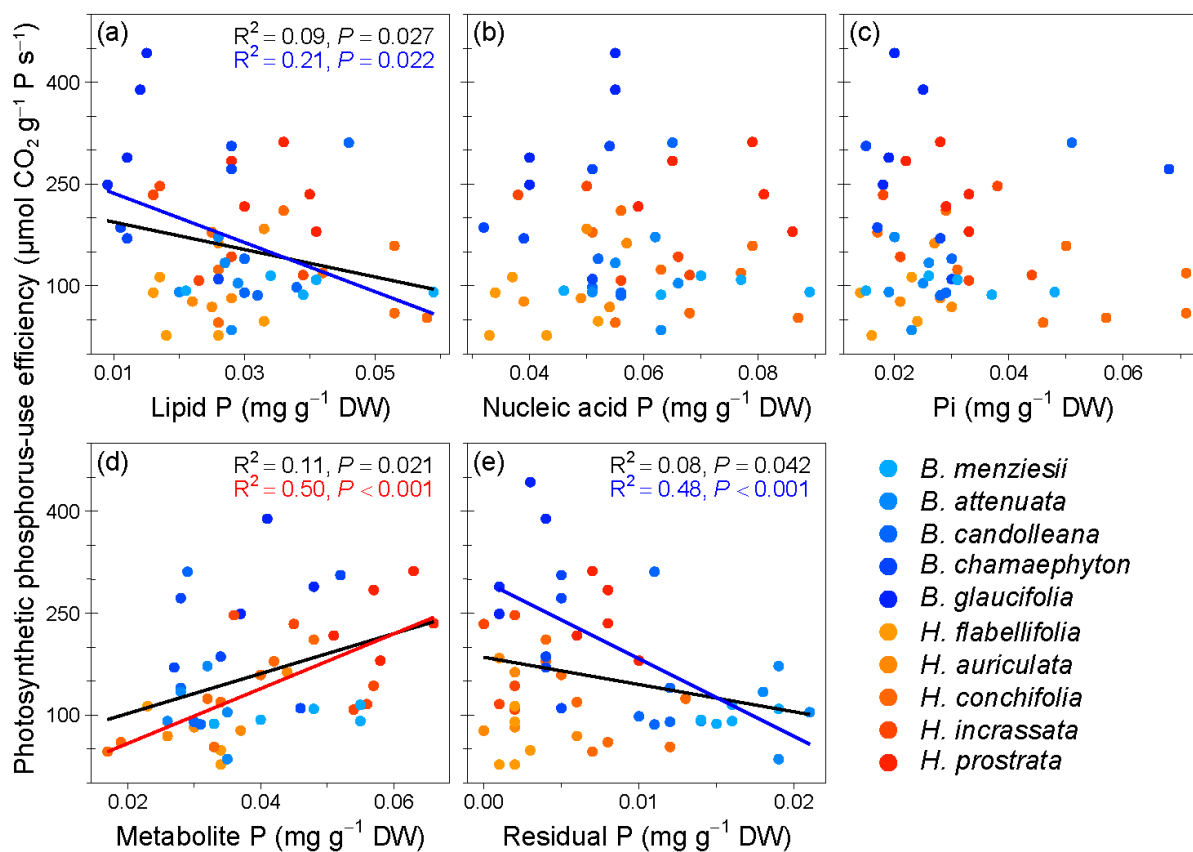 Photosynthetic phosphorus-use efficiency (μmol CO₂ g⁻¹ P s⁻¹)
(a)
R² = 0.09, P = 0.027
R² = 0.21, P = 0.022
400
250
100
0.01 0.03 0.05
Lipid P (mg g⁻¹ DW)
(b)
0.04 0.06 0.08
Nucleic acid P (mg g⁻¹ DW)
(c)
0.02 0.04 0.06
Pi (mg g⁻¹ DW)
(d)
R² = 0.11, P = 0.021
R² = 0.50, P < 0.001
400
250
100
0.02 0.04 0.06
Metabolite P (mg g⁻¹ DW)
(e)
R² = 0.08, P = 0.042
R² = 0.48, P < 0.001
0.00 0.01 0.02
Residual P (mg g⁻¹ DW)
B. menziesii
B. attenuata
B. candolleana
B. chamaephyton
B. glaucifolia
H. flabellifolia
H. auriculata
H. conchifolia
H. incrassata
H. prostrata